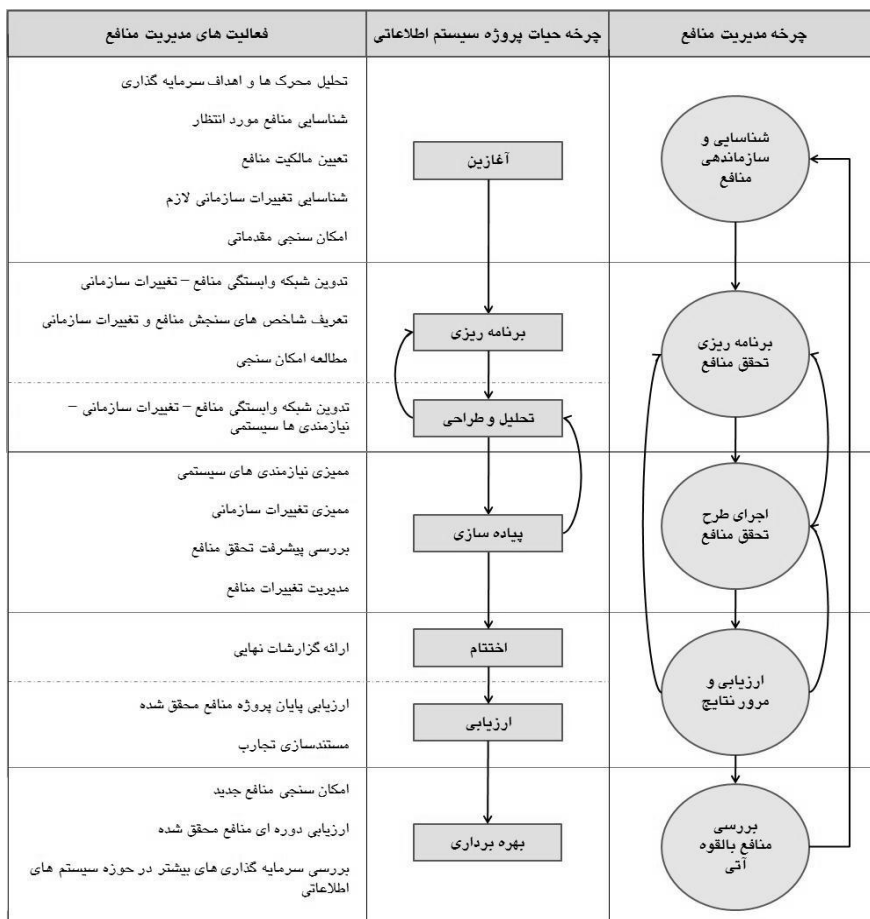 چرخه مدیریت منافع
چرخه حیات پروژه سیستم اطلاعاتی
فعالیت های مدیریت منافع
شناسایی و
سازماندهی
منافع
آغازین
تحلیل محرک ها و اهداف سرمایه گذاری
شناسایی منافع مورد انتظار
تعیین مالکیت منافع
شناسایی تغییرات سازمانی لازم
امکان سنجی مقدماتی
برنامه ریزی
تحقق منافع
برنامه ریزی
تدوین شبکه وابستگی منافع – تغییرات سازمانی
تعریف شاخص های سنجش منافع و تغییرات سازمانی
مطالعه امکان سنجی
تحلیل و طراحی
تدوین شبکه وابستگی منافع – تغییرات سازمانی –
نیازمندی ها سیستمی
اجرای طرح
تحقق منافع
پیاده سازی
ممیزی نیازمندی های سیستمی
ممیزی تغییرات سازمانی
بررسی پیشرفت تحقق منافع
مدیریت تغییرات منافع
ارزیابی و
مرور نتایج
اختتام
ارائه گزارشات نهایی
ارزیابی
ارزیابی پایان پروژه منافع محقق شده
مستندسازی تجارب
بررسی
منافع بالقوه
آتی
بهره برداری
امکان سنجی منافع جدید
ارزیابی دوره ای منافع محقق شده
بررسی سرمایه گذاری های بیشتر در حوزه سیستم های
اطلاعاتی